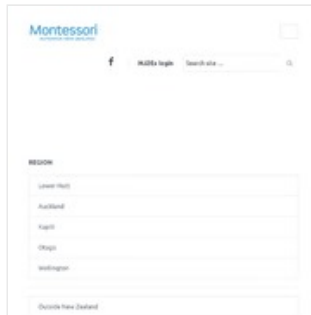 Montessori
f
Search site ...
REGION
Lower Hutt
Auckland
Kapiti
Otago
Wellington
Outside New Zealand